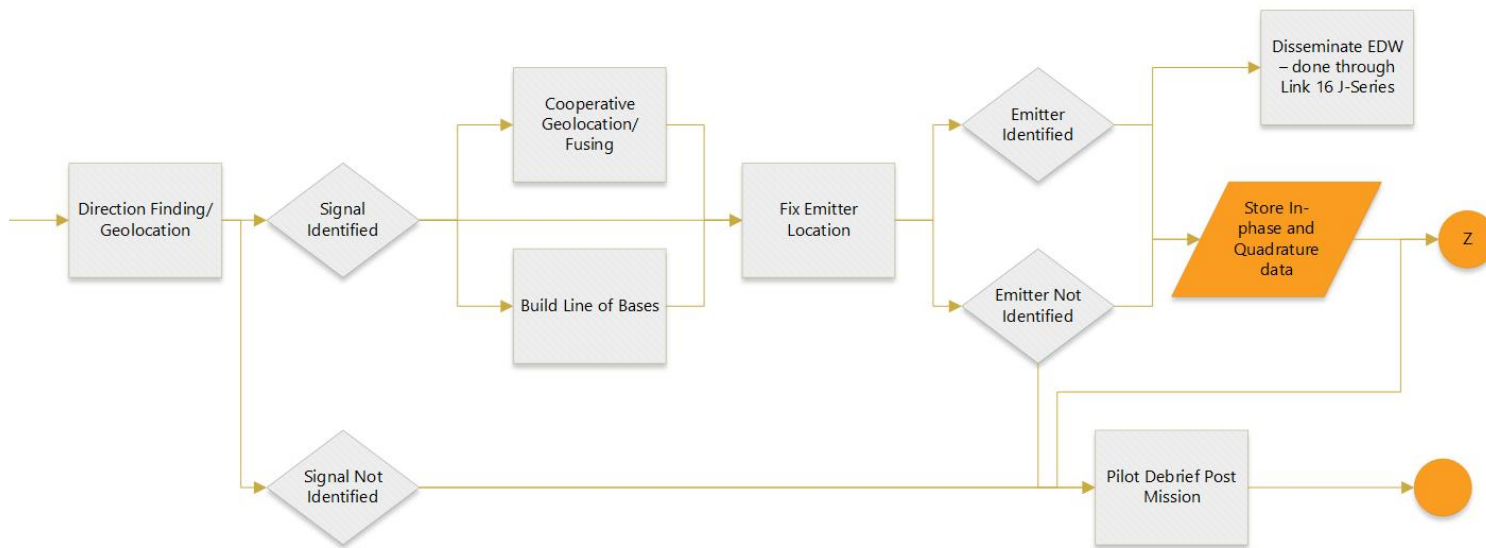 Direction Finding/
Geolocation
Signal
Identified
Cooperative
Geolocation/
Fusing
Build Line of Bases
Fix Emitter
Location
Emitter
Identified
Emitter Not
Identified
Disseminate EDW
– done through
Link 16 J-Series
Store In-
phase and
Quadrature
data
Z
Signal Not
Identified
Pilot Debrief Post
Mission